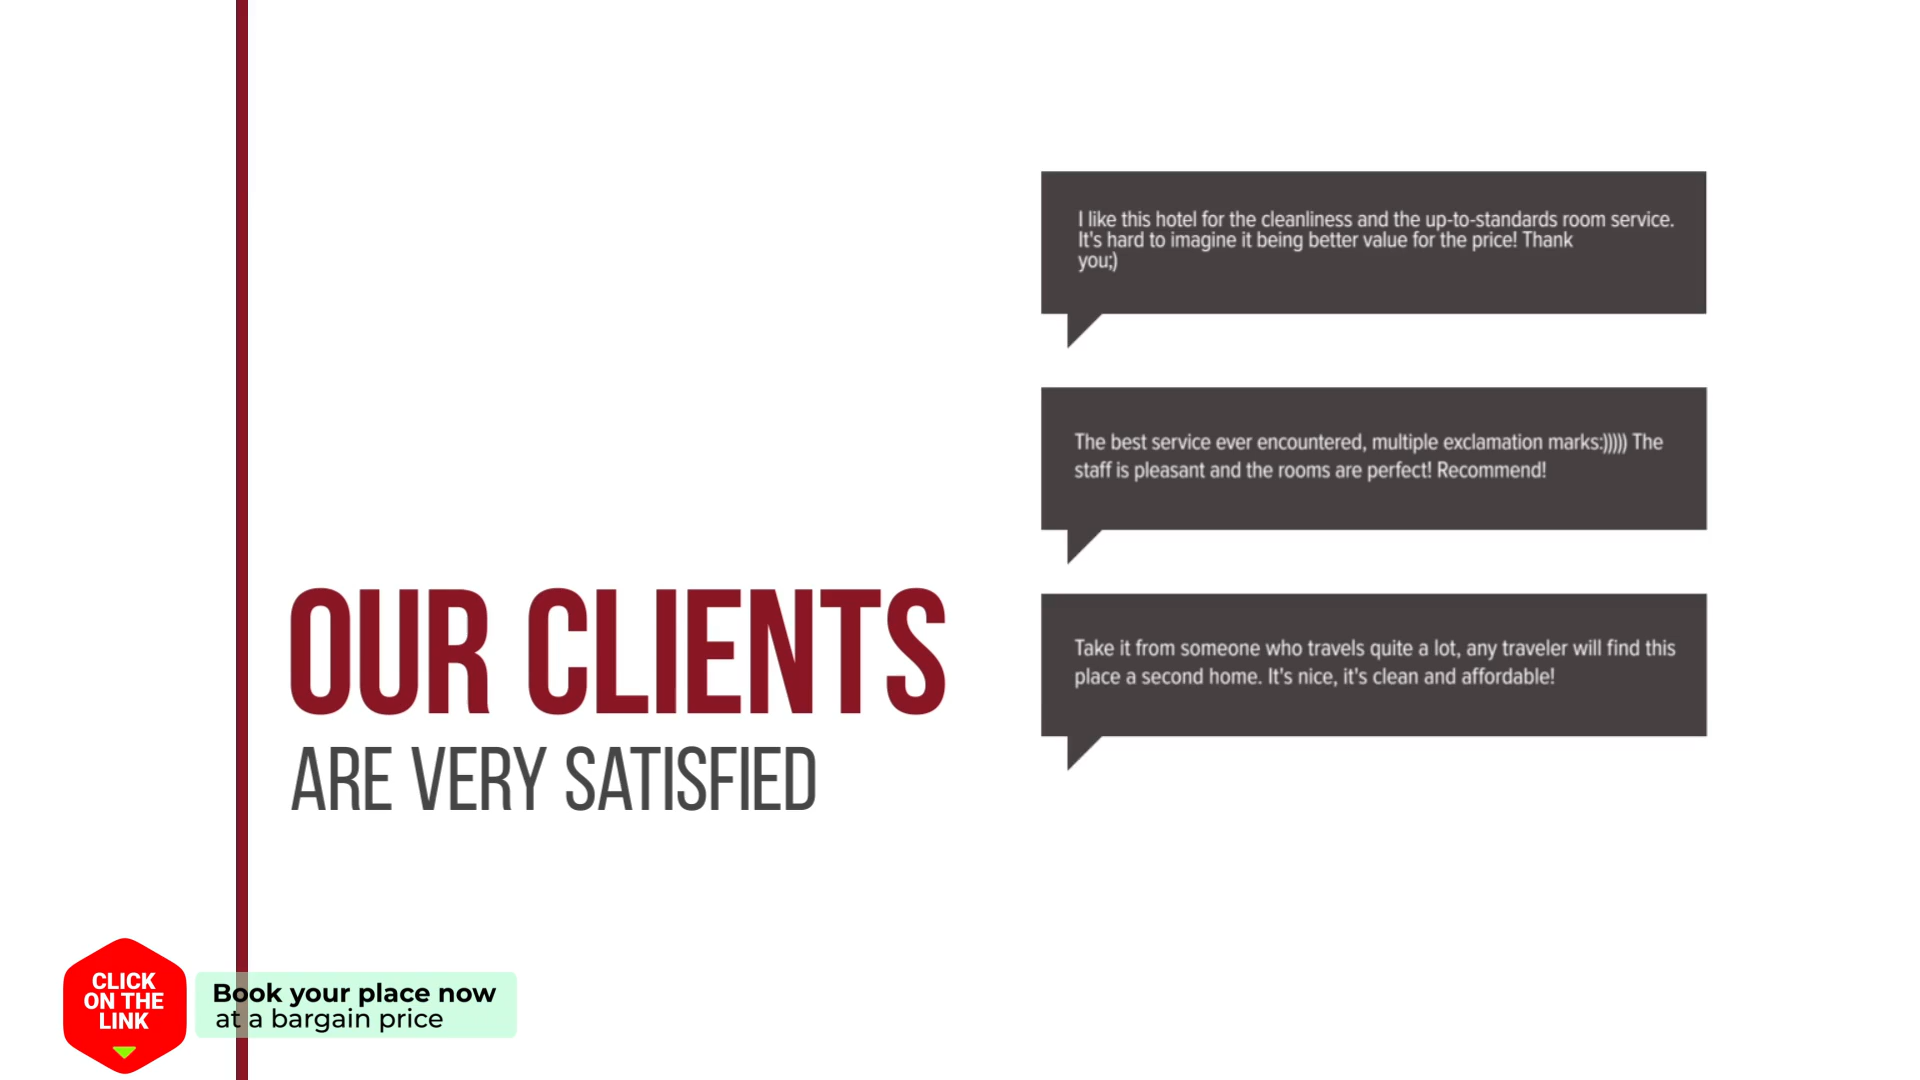 I like this hotel for the cleanliness and the up-to-standards room service.
It's hard to imagine it being better value for the price! Thank
you;)
The best service ever encountered, multiple exclamation marks:))))) The
staff is pleasant and the rooms are perfect! Recommend!
OUR CLIENTS
ARE VERY SATISFIED
Take it from someone who travels quite a lot, any traveler will find this
place a second home. It's nice, it's clean and affordable!
CLICK
ON THE
LINK
Book your place now
at a bargain price